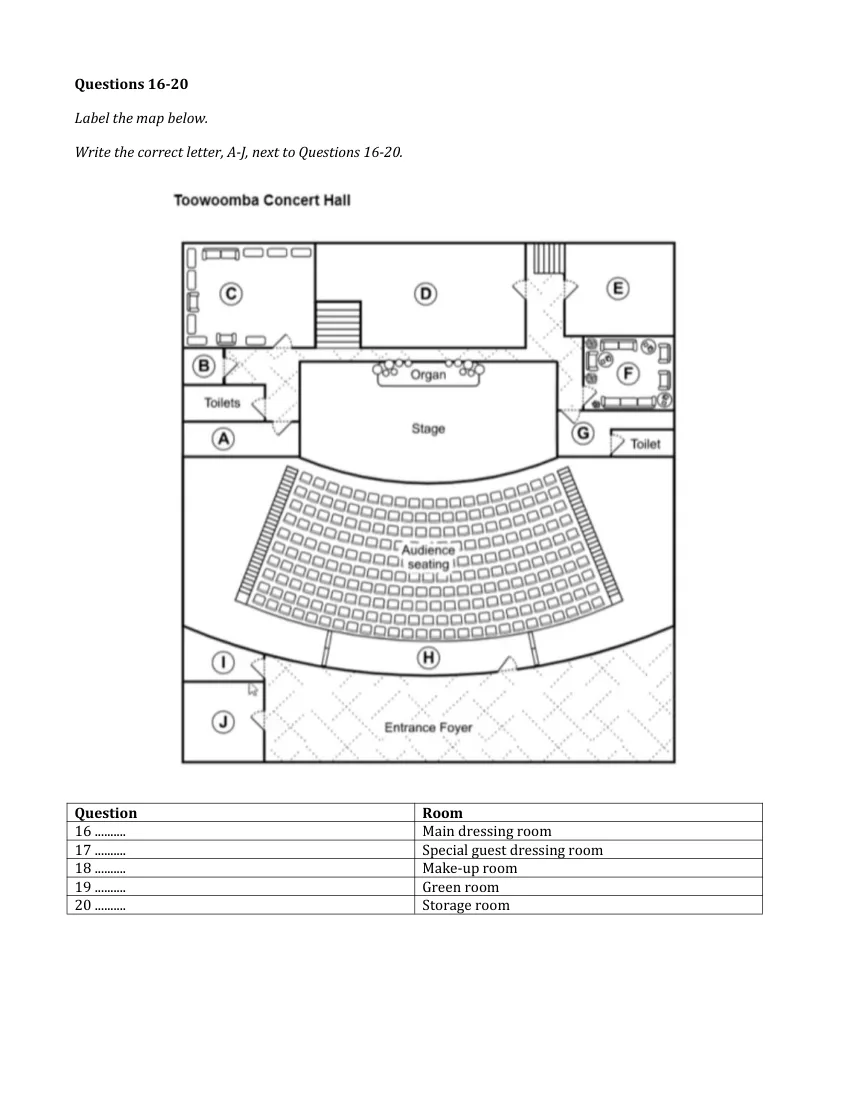 Questions 16-20
Label the map below.
Write the correct letter, A-J, next to Questions 16-20.
Toowoomba Concert Hall
C
D
E
B
Organ
F
Toilets
Stage
A
G
Toilet
Audience
seating
H
I
J
Entrance Foyer
Question Room
16 .......... Main dressing room
17 .......... Special guest dressing room
18 .......... Make-up room
19 .......... Green room
20 .......... Storage room